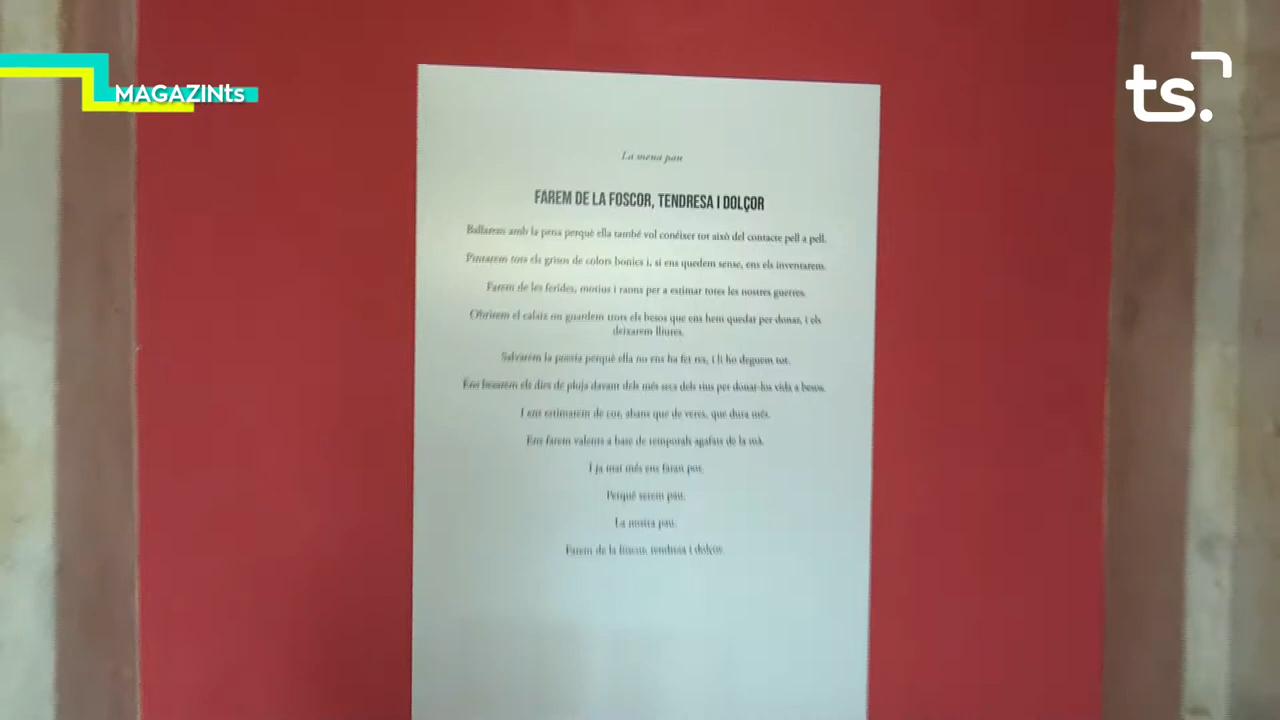 MAGAZINts
ts.
La meua pau
FAREM DE LA FOSCOR, TENDRESA I DOLÇOR
Ballarem amb la pena perquè ella també vol conéixer tot això del contacte pell a pell.
Pintarem tots els grisos de colors bonics i, si ens quedem sense, ens els inventarem.
Farem de les ferides, motius i raons per a estimar totes les nostres guerres.
Obrirem el calaix on guardem tots els besos que ens hem quedat per donar, i els
deixarem lliures.
Salvarem la poesia perquè ella no ens ha fet res, i li ho deguem tot.
Ens besarem els dies de pluja davant dels més secs dels rius per donar-los vida a besos.
I ens estimarem de cor, abans que de veres, que dura més.
Ens farem valents a base de temporals agafats de la mà.
I ja mai més ens faran por.
Perquè serem pau.
La nostra pau.
Farem de la foscor, tendresa i dolçor.